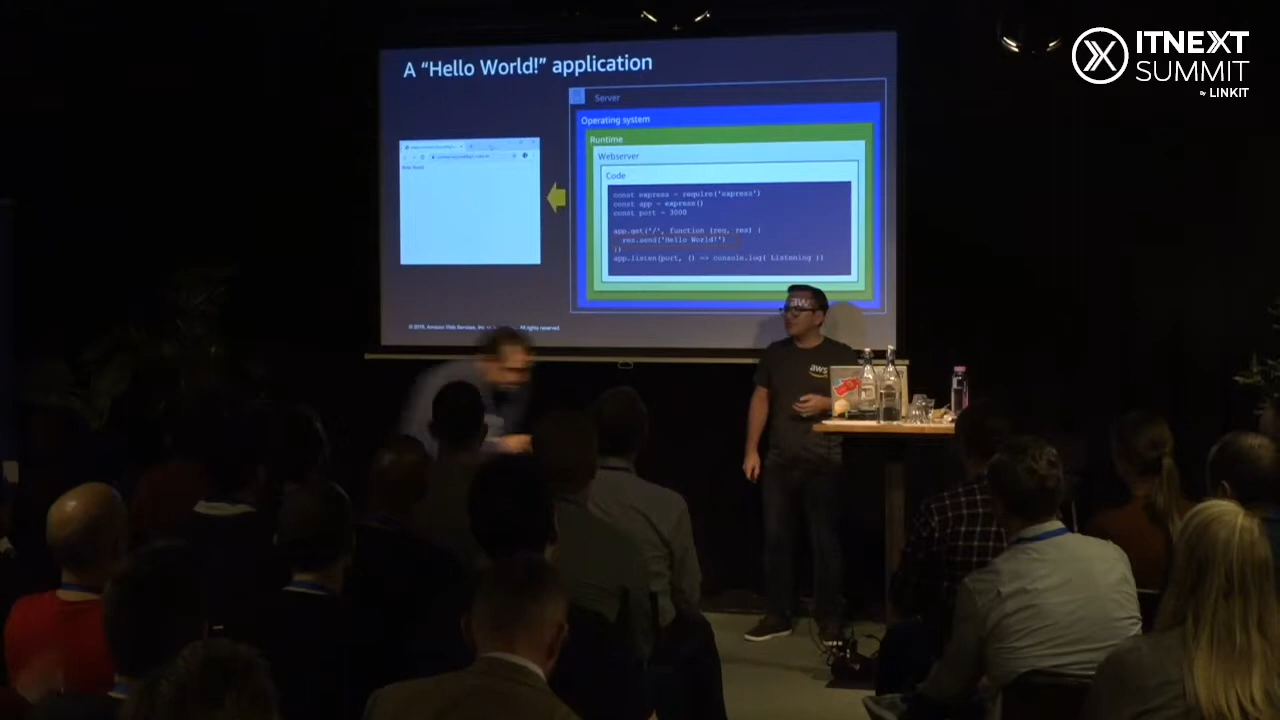 ITNEXT
SUMMIT
By LINKIT
A “Hello World!” application
Server
Operating system
Runtime
Webserver
Code
const express = require('express')
const app = express()
const port = 3000
app.get('/', function (req, res) {
res.send('Hello World!')
})
app.listen(port, () => console.log( Listening ))
© 2019, Amazon Web Services, Inc. All rights reserved.
aws
aws